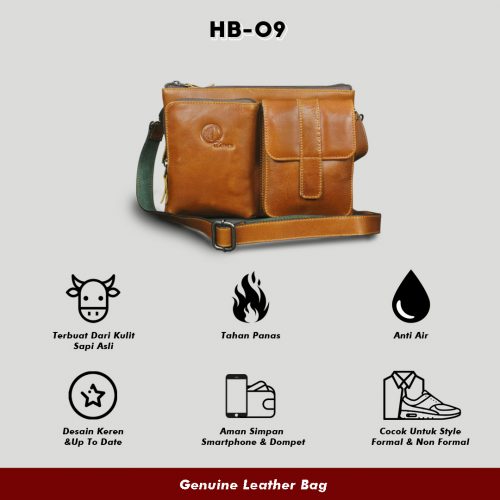 HB-09
LEATHER
Terbuat Dari Kulit
Sapi Asli
Tahan Panas
Anti Air
Desain Keren
&Up To Date
Aman Simpan
Smartphone & Dompet
Cocok Untuk Style
Formal & Non Formal
Genuine Leather Bag